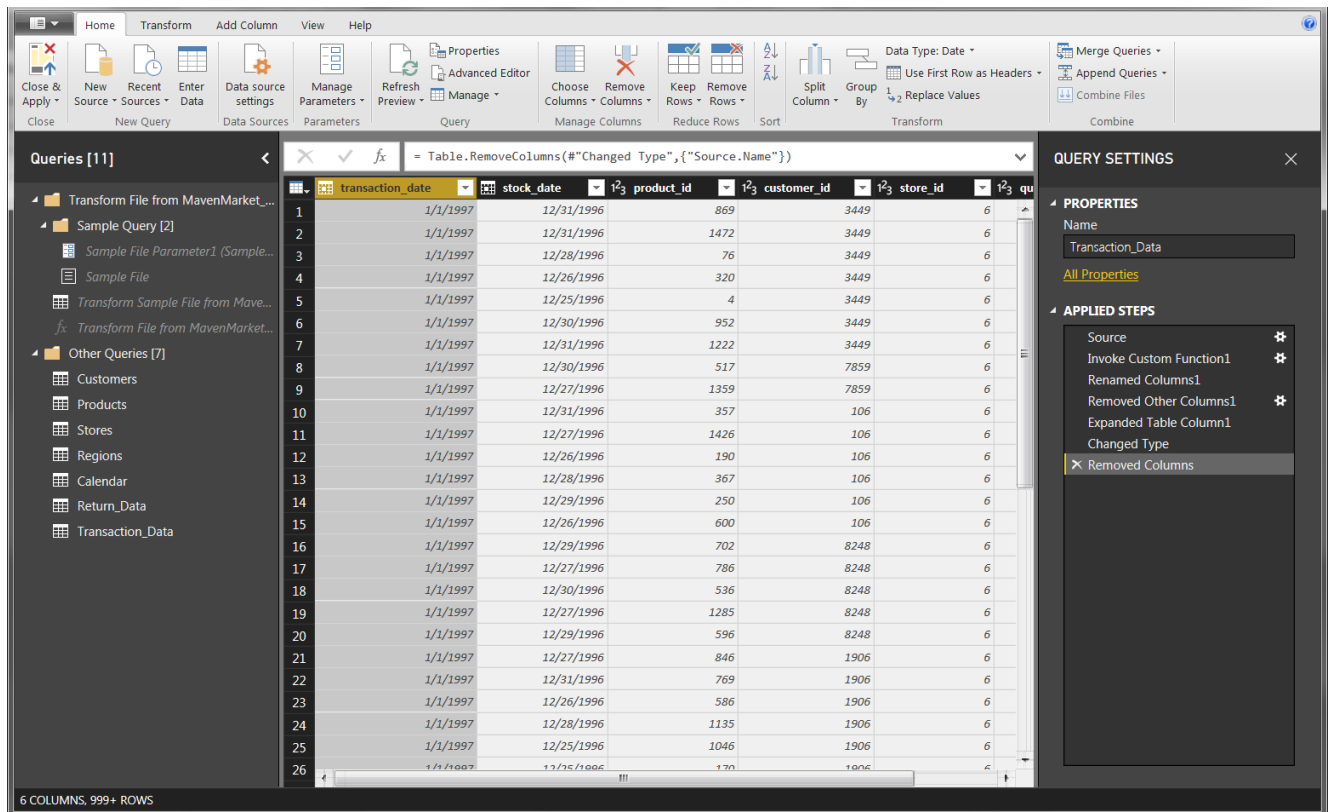 Home Transform Add Column View Help
Close & Apply New Source Recent Sources Enter Data Data source settings Manage Parameters Refresh Preview Properties Advanced Editor Manage Choose Columns Remove Columns Keep Rows Remove Rows Split Column Group By Data Type: Date Use First Row as Headers Replace Values Merge Queries Append Queries Combine Files
Close New Query Data Sources Parameters Query Manage Columns Reduce Rows Sort Transform Combine
Queries [11]
Transform File from MavenMarket_...
Sample Query [2]
Sample File Parameter1 (Sample...
Sample File
Transform Sample File from Mave...
fx Transform File from MavenMarket...
Other Queries [7]
Customers
Products
Stores
Regions
Calendar
Return_Data
Transaction_Data
fx = Table.RemoveColumns(#"Changed Type",{"Source.Name"})
transaction_date stock_date 123 product_id 123 customer_id 123 store_id 123 qu
1 1/1/1997 12/31/1996 869 3449 6
2 1/1/1997 12/31/1996 1472 3449 6
3 1/1/1997 12/28/1996 76 3449 6
4 1/1/1997 12/26/1996 320 3449 6
5 1/1/1997 12/25/1996 4 3449 6
6 1/1/1997 12/30/1996 952 3449 6
7 1/1/1997 12/31/1996 1222 3449 6
8 1/1/1997 12/30/1996 517 7859 6
9 1/1/1997 12/27/1996 1359 7859 6
10 1/1/1997 12/31/1996 357 106 6
11 1/1/1997 12/27/1996 1426 106 6
12 1/1/1997 12/26/1996 190 106 6
13 1/1/1997 12/28/1996 367 106 6
14 1/1/1997 12/29/1996 250 106 6
15 1/1/1997 12/26/1996 600 106 6
16 1/1/1997 12/29/1996 702 8248 6
17 1/1/1997 12/27/1996 786 8248 6
18 1/1/1997 12/30/1996 536 8248 6
19 1/1/1997 12/27/1996 1285 8248 6
20 1/1/1997 12/29/1996 596 8248 6
21 1/1/1997 12/27/1996 846 1906 6
22 1/1/1997 12/31/1996 769 1906 6
23 1/1/1997 12/26/1996 586 1906 6
24 1/1/1997 12/28/1996 1135 1906 6
25 1/1/1997 12/25/1996 1046 1906 6
26 1/1/1997 12/25/1996 170 1906 6
QUERY SETTINGS
PROPERTIES
Name
Transaction_Data
All Properties
APPLIED STEPS
Source
Invoke Custom Function1
Renamed Columns1
Removed Other Columns1
Expanded Table Column1
Changed Type
Removed Columns
6 COLUMNS, 999+ ROWS